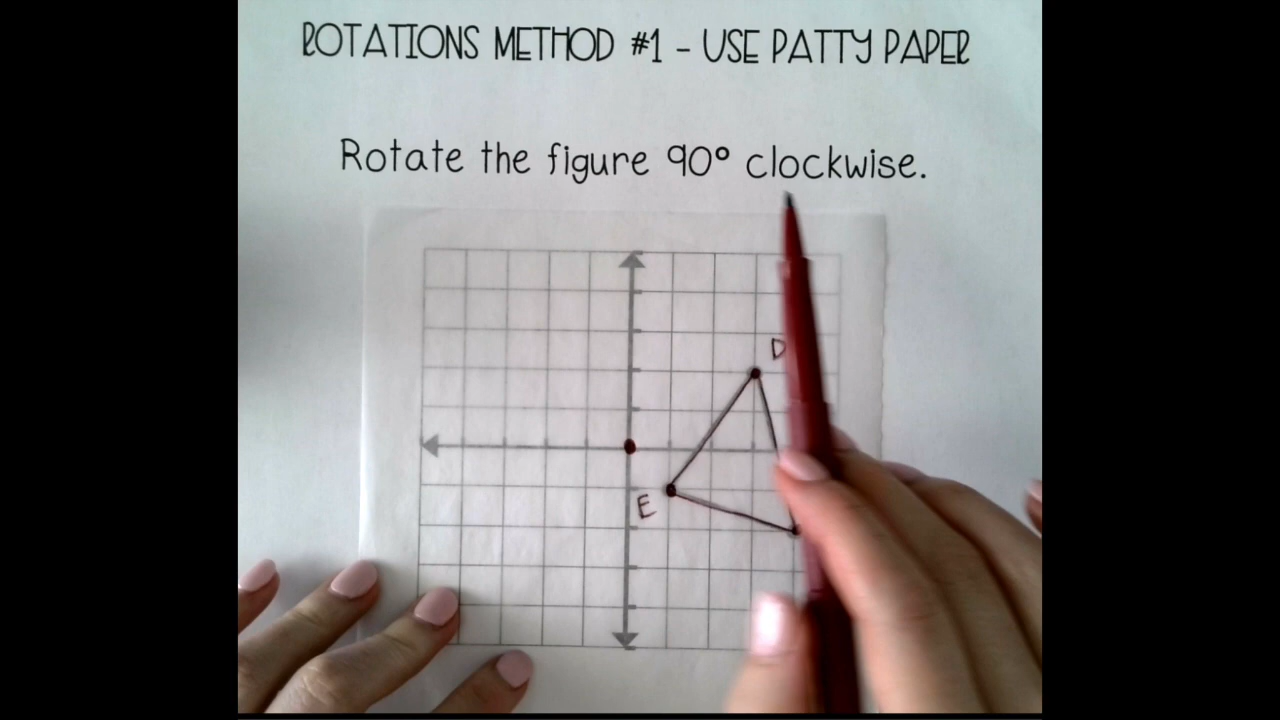 ROTATIONS METHOD #1 - USE PATTY PAPER
Rotate the figure 90° clockwise.
D
E